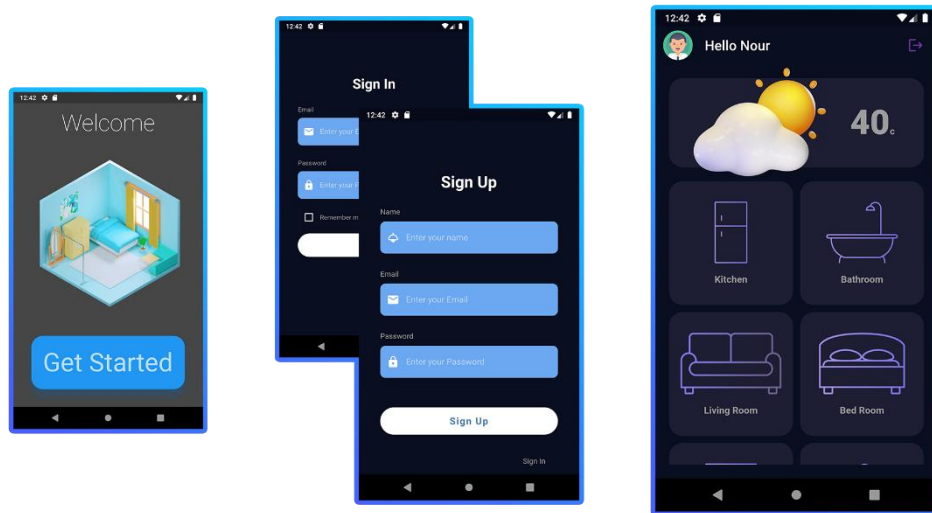 12:42
Welcome
Get Started
12:42
Sign In
Email
Enter your E
Password
Enter your P
Remember m
12:42
Sign Up
Name
Enter your name
Email
Enter your Email
Password
Enter your Password
Sign Up
Sign In
12:42
Hello Nour
40c
Kitchen
Bathroom
Living Room
Bed Room